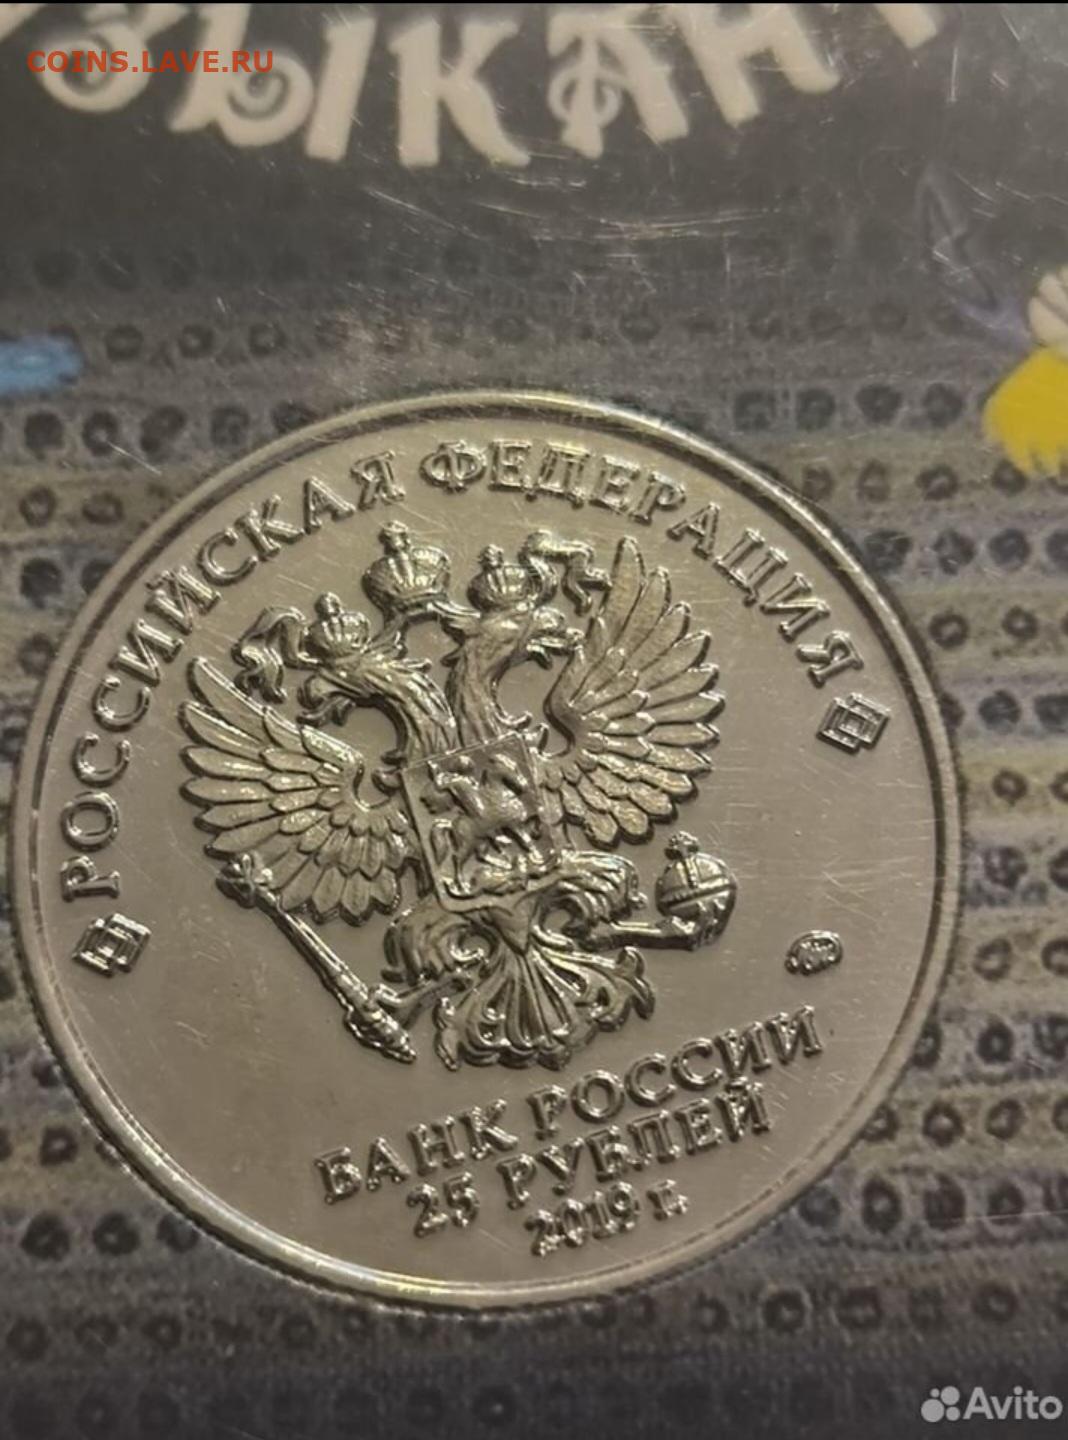 COINS.LAVE.RU
ЗЫКАН
РОССИЙСКАЯ ФЕДЕРАЦИЯ
БАНК РОССИИ
25 РУБЛЕЙ
2019 г.
Avito